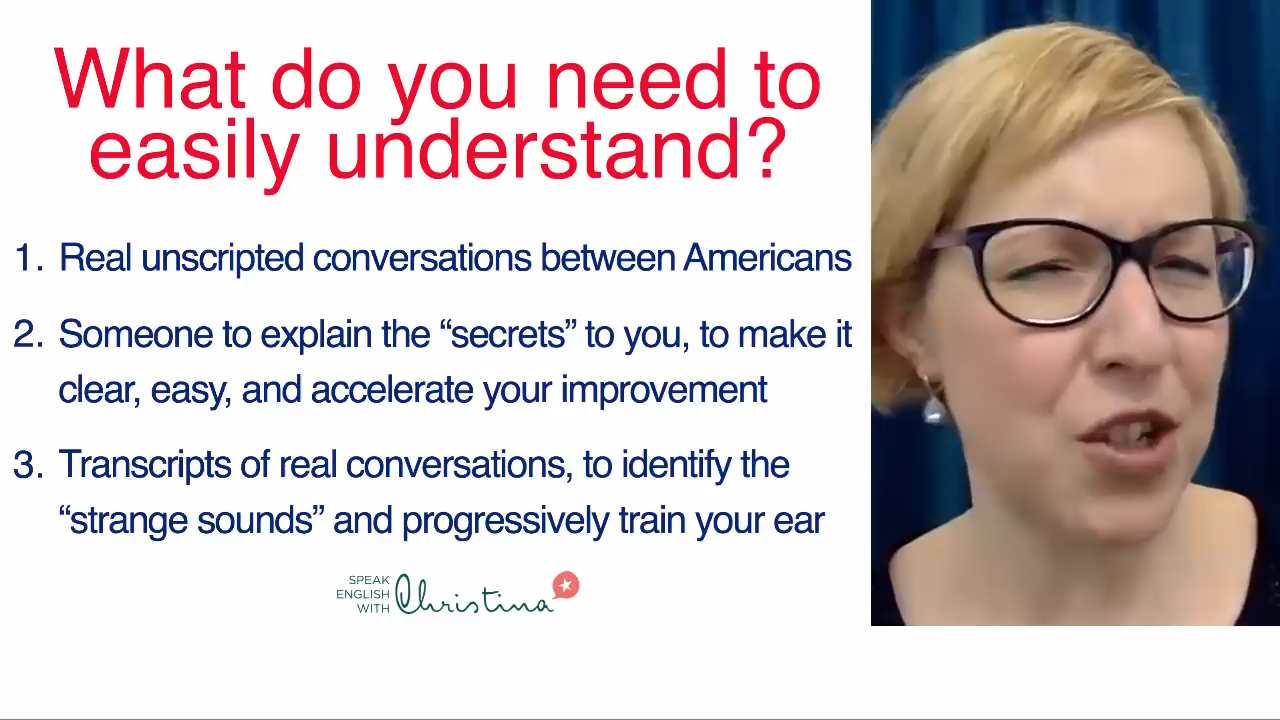 What do you need to
easily understand?
1. Real unscripted conversations between Americans
2. Someone to explain the “secrets” to you, to make it
clear, easy, and accelerate your improvement
3. Transcripts of real conversations, to identify the
“strange sounds” and progressively train your ear
SPEAK
ENGLISH
WITH Christina